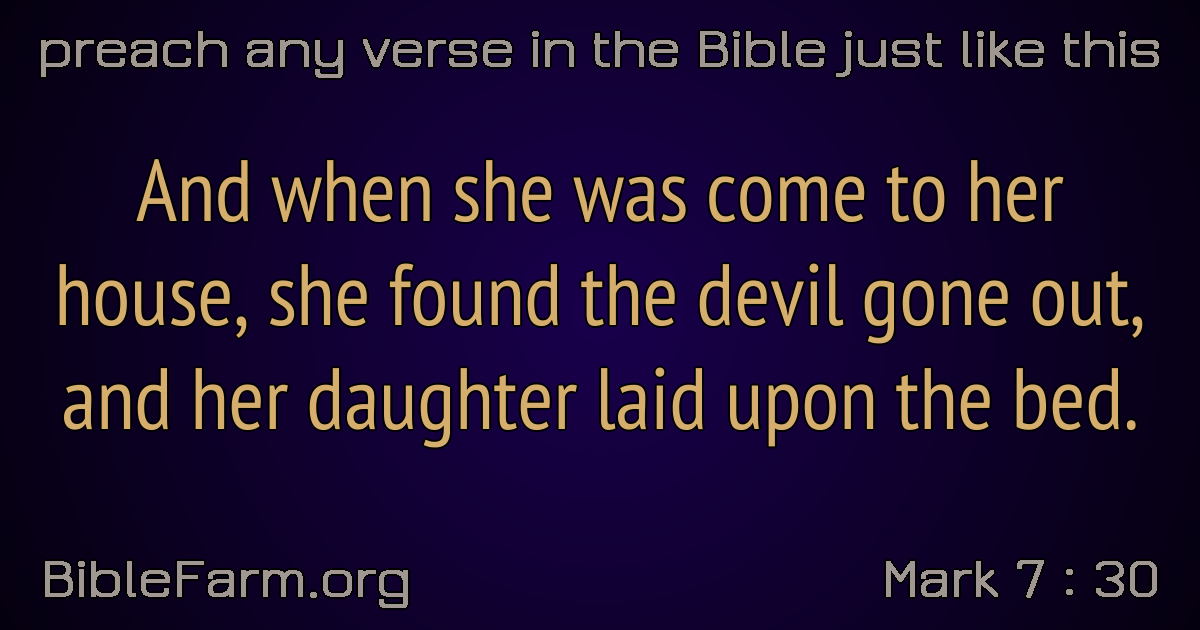 preach any verse in the Bible just like this
And when she was come to her
house, she found the devil gone out,
and her daughter laid upon the bed.
BibleFarm.org
Mark 7 : 30